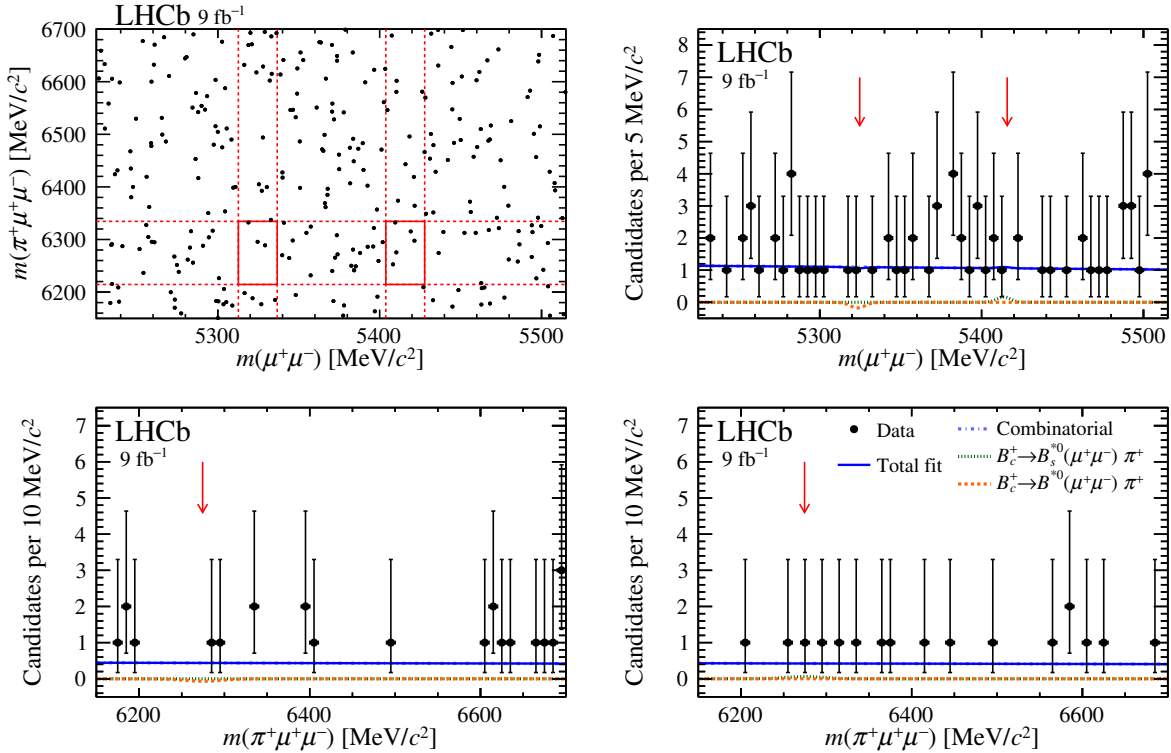 LHCb 9 fb⁻¹
6700
6600
6500
6400
6300
6200
m(π⁺μ⁺μ⁻) [MeV/c²]
5300 5400 5500
m(μ⁺μ⁻) [MeV/c²]
LHCb
9 fb⁻¹
8
7
6
5
4
3
2
1
0
Candidates per 5 MeV/c²
5300 5400 5500
m(μ⁺μ⁻) [MeV/c²]
LHCb
9 fb⁻¹
7
6
5
4
3
2
1
0
Candidates per 10 MeV/c²
6200 6400 6600
m(π⁺μ⁺μ⁻) [MeV/c²]
LHCb
9 fb⁻¹
Data
Total fit
Combinatorial
B_c⁺→B_s*⁰(μ⁺μ⁻) π⁺
B_c⁺→B*⁰(μ⁺μ⁻) π⁺
7
6
5
4
3
2
1
0
Candidates per 10 MeV/c²
6200 6400 6600
m(π⁺μ⁺μ⁻) [MeV/c²]